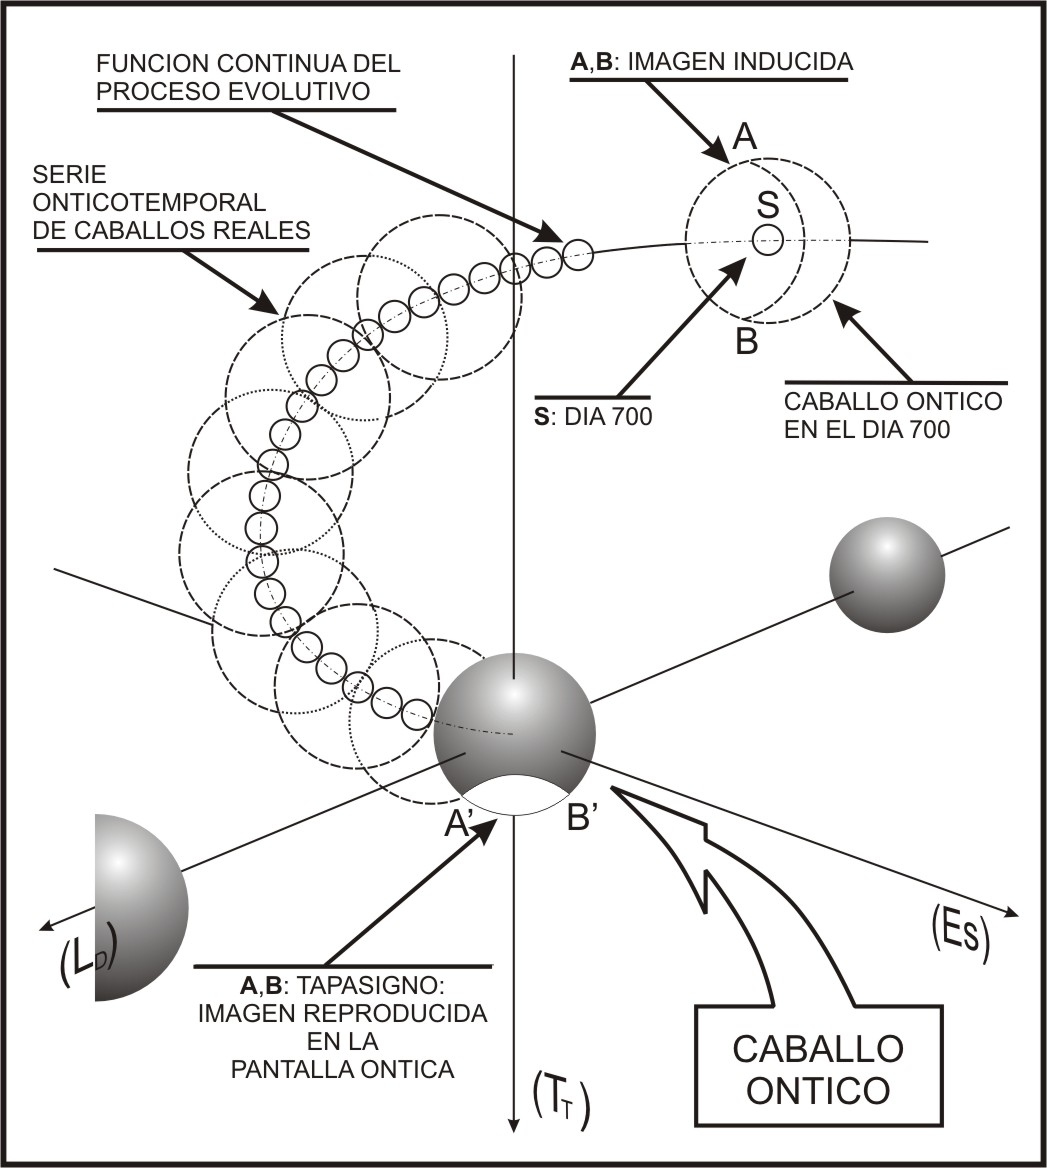 FUNCION CONTINUA DEL
PROCESO EVOLUTIVO
A,B: IMAGEN INDUCIDA
SERIE
ONTICOTEMPORAL
DE CABALLOS REALES
A
S
B
S: DIA 700
CABALLO ONTICO
EN EL DIA 700
A'
B'
(LD)
(Es)
A,B: TAPASIGNO:
IMAGEN REPRODUCIDA
EN LA
PANTALLA ONTICA
CABALLO
ONTICO
(TT)